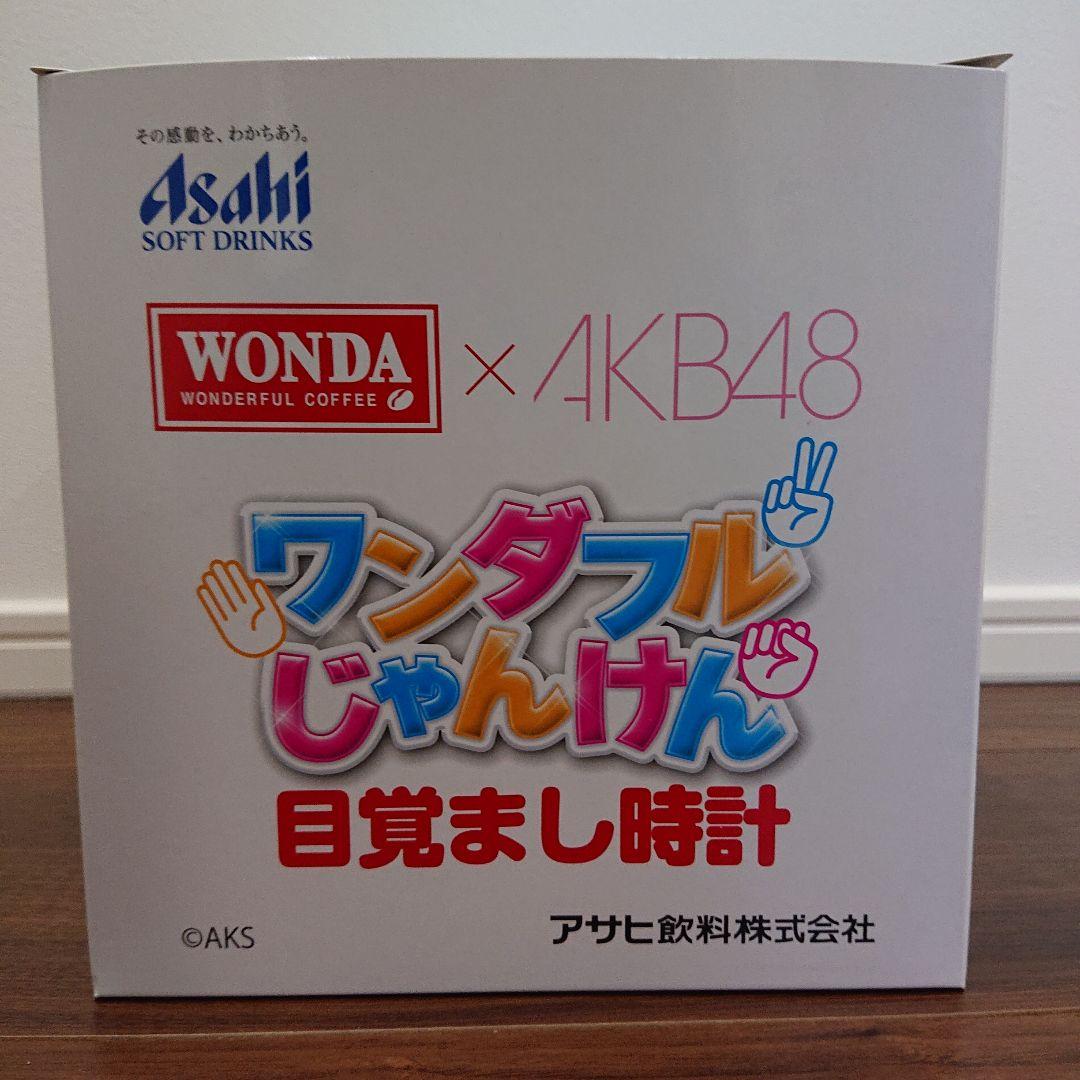 その感動を、わかちあう。
Asahi
SOFT DRINKS
WONDA
WONDERFUL COFFEE
× AKB48
ワンダフル
じゃんけん
目覚まし時計
©AKS
アサヒ飲料株式会社